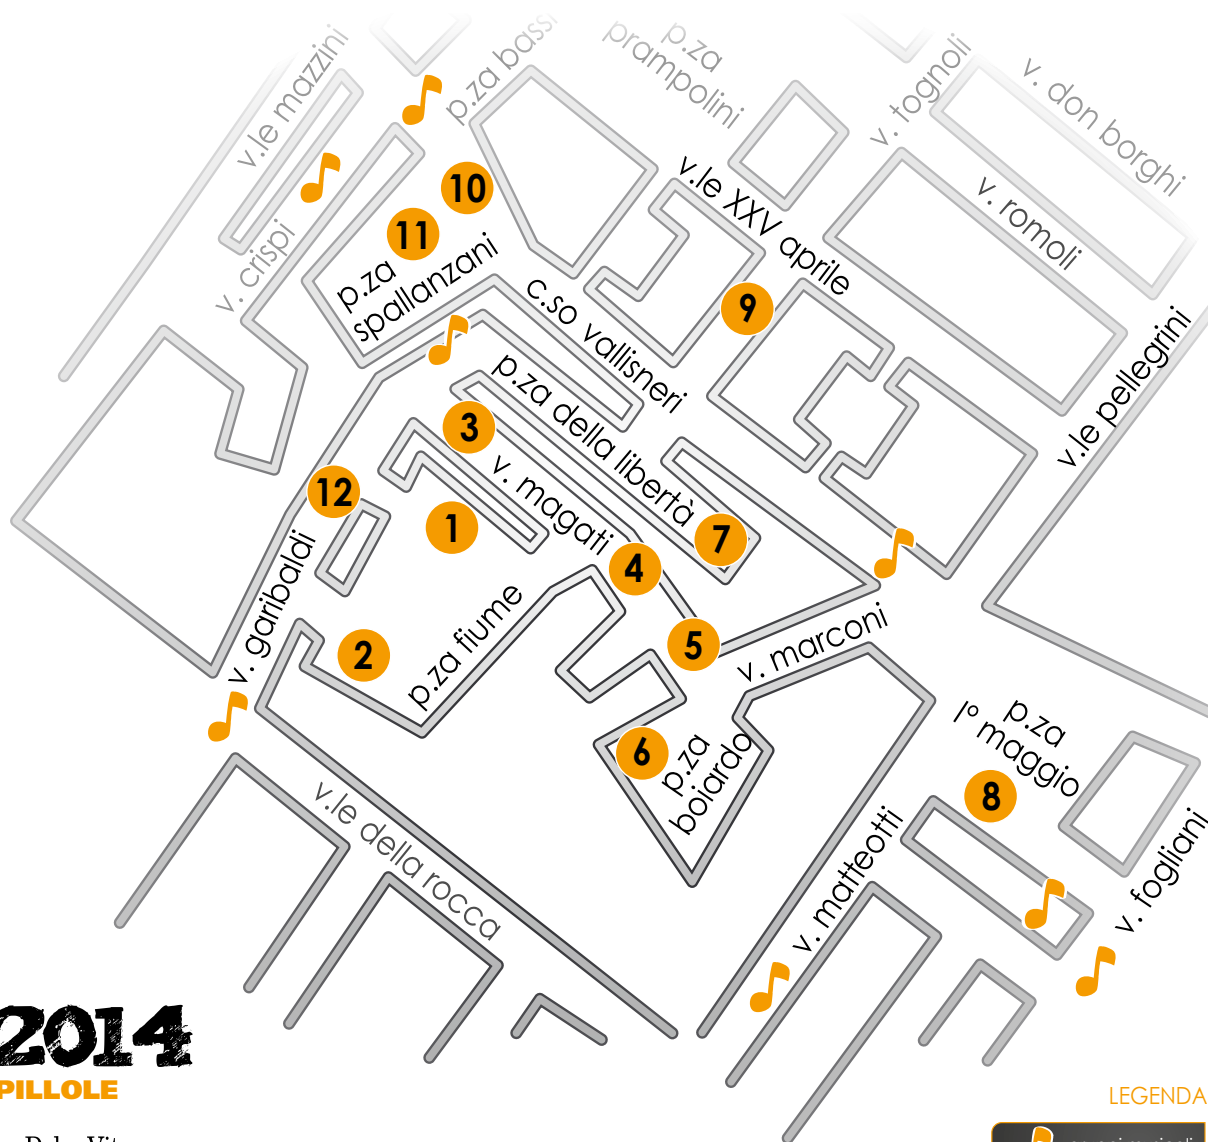 v.le mazzini
p.za bassi
p.za
prampolini
v. tognoli
v. don borghi
v. crispi
10
11
p.za
spallanzani
v.le XXV aprile
v. romoli
9
c.so vallisneri
v.le pellegrini
3
p.za della libertà
v. magati
12
1
7
4
v. garibaldi
2
p.za fiume
5
v. marconi
6
p.za
boiardo
p.za
1° maggio
8
v.le della rocca
v. matteotti
v. fogliani
2014
PILLOLE
LEGENDA